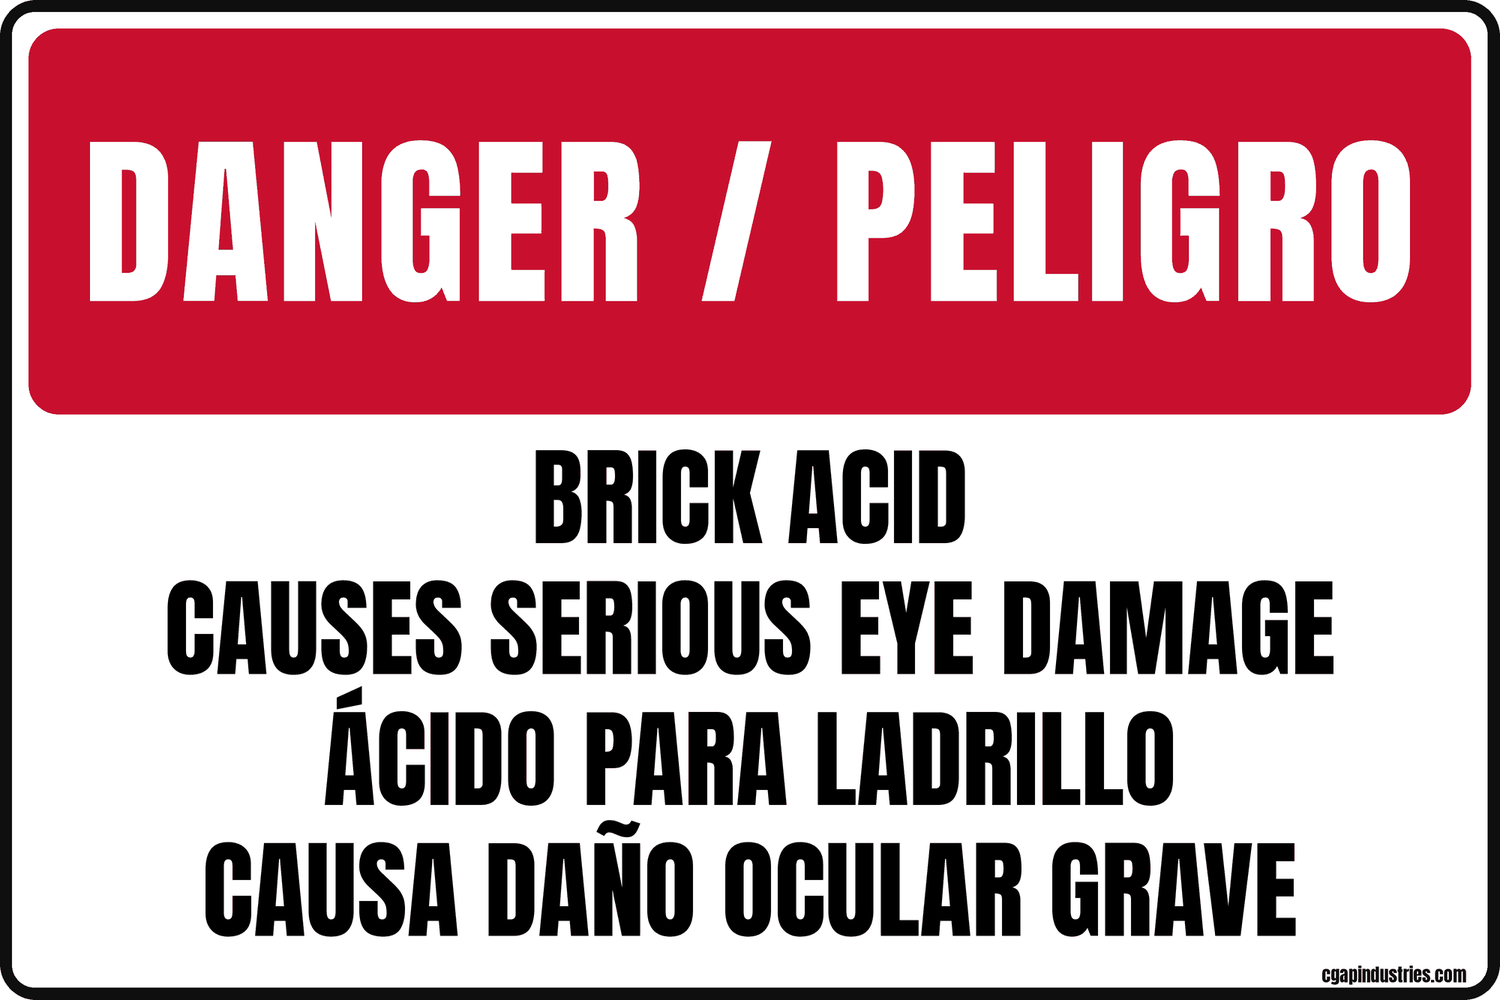 DANGER / PELIGRO
BRICK ACID
CAUSES SERIOUS EYE DAMAGE
ÁCIDO PARA LADRILLO
CAUSA DAÑO OCULAR GRAVE
cgapindustries.com